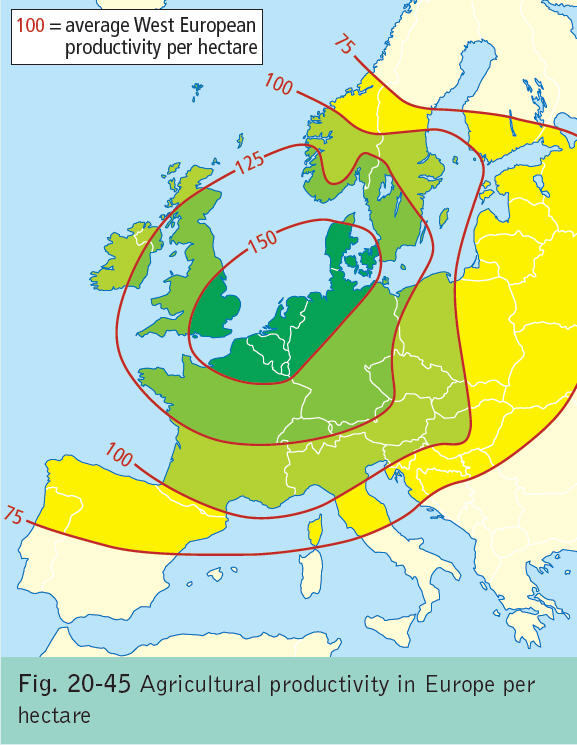 100 = average West European
productivity per hectare
75
100
125
150
100
75
Fig. 20-45 Agricultural productivity in Europe per
hectare